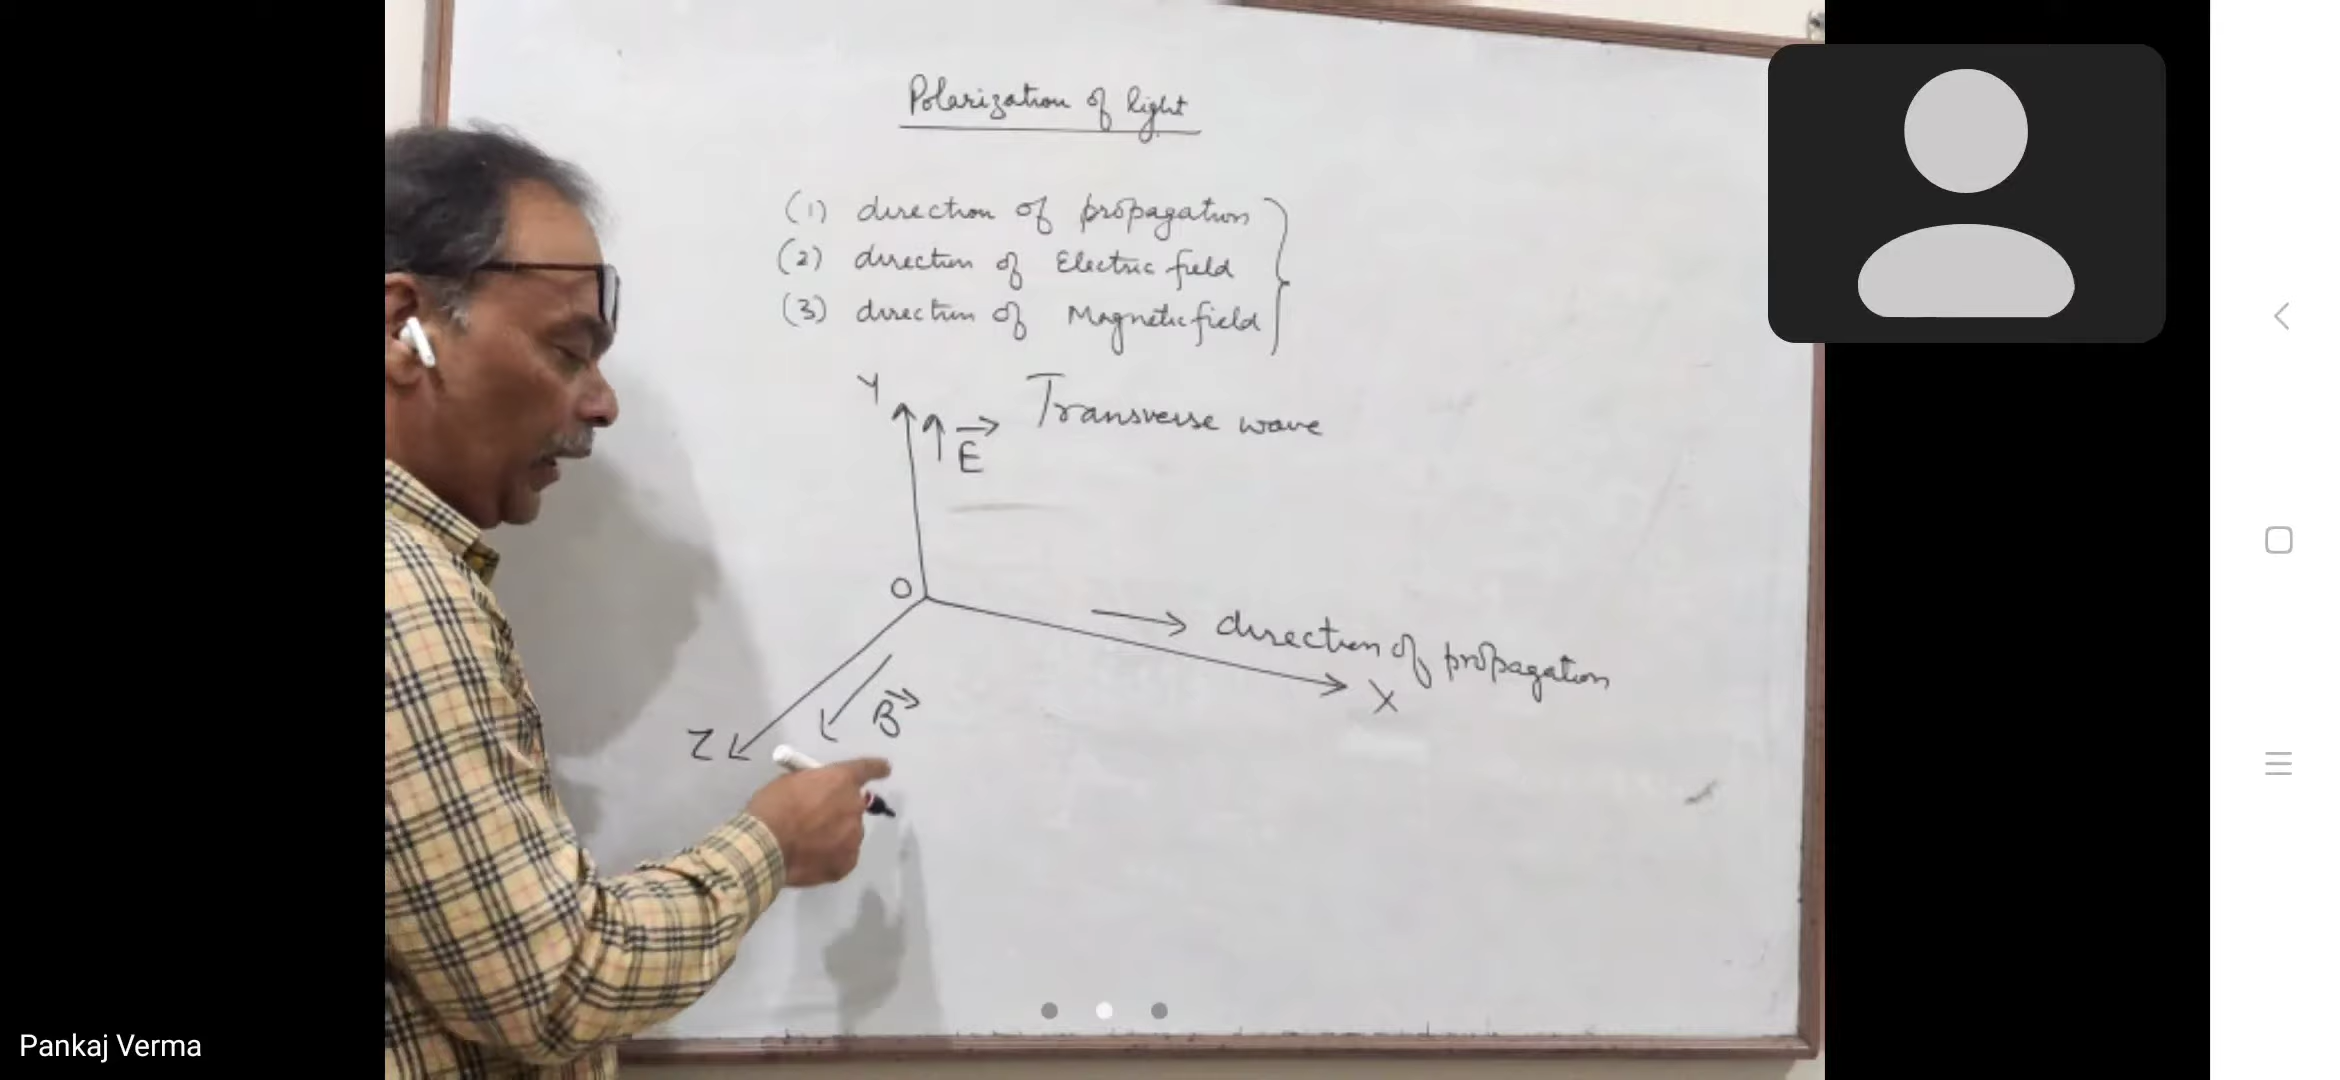 Polarization of light
(1) direction of propagation
(2) direction of Electric field
(3) direction of Magnetic field
Y
E
Transverse wave
O
direction of propagation
X
B
Z
Pankaj Verma